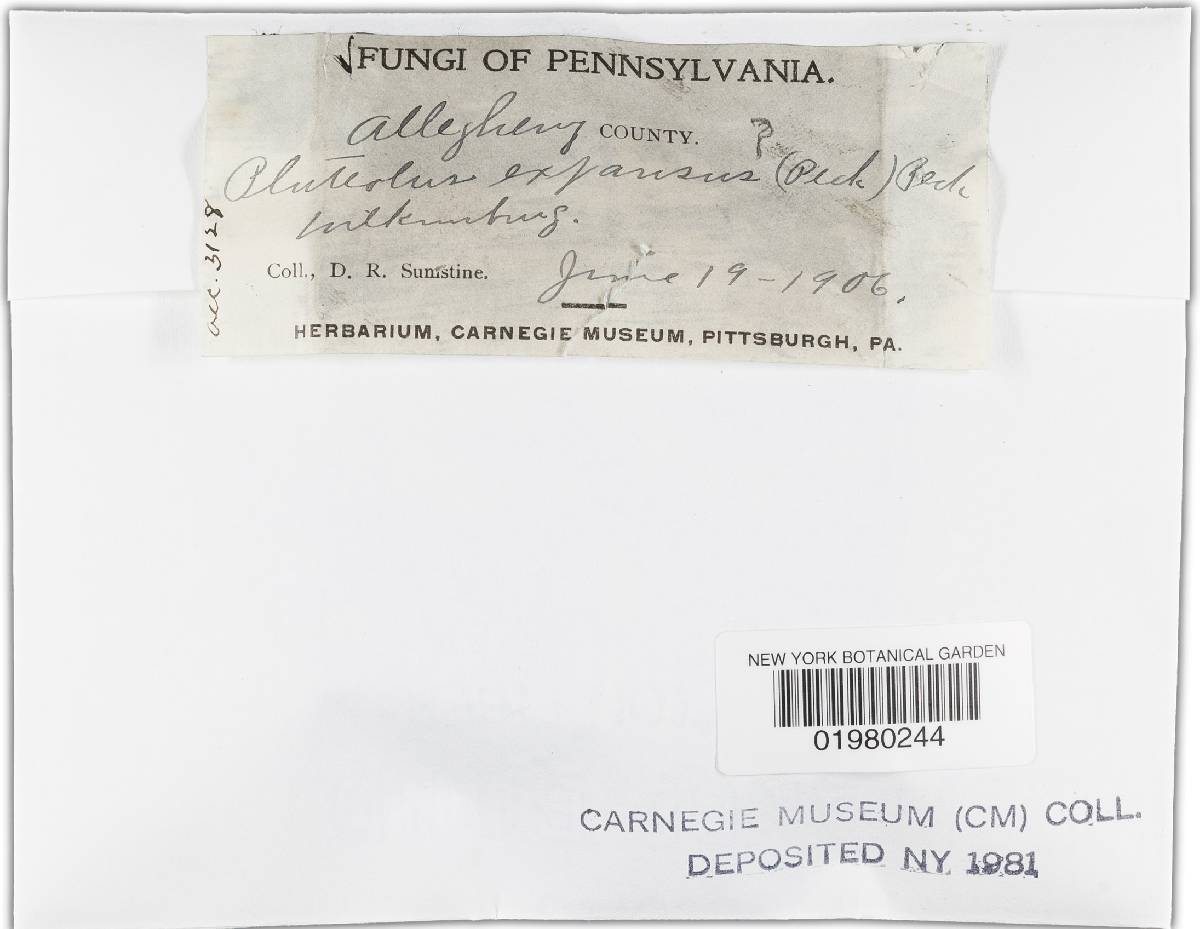 √FUNGI OF PENNSYLVANIA.
Allegheny COUNTY. ?
Pluteolus expansus (Peck) Peck
Wilkinsburg.
Coll., D. R. Sumstine. June 19-1906.
HERBARIUM, CARNEGIE MUSEUM, PITTSBURGH, PA.
acc. 3128
NEW YORK BOTANICAL GARDEN
01980244
CARNEGIE MUSEUM (CM) COLL.
DEPOSITED NY 1981